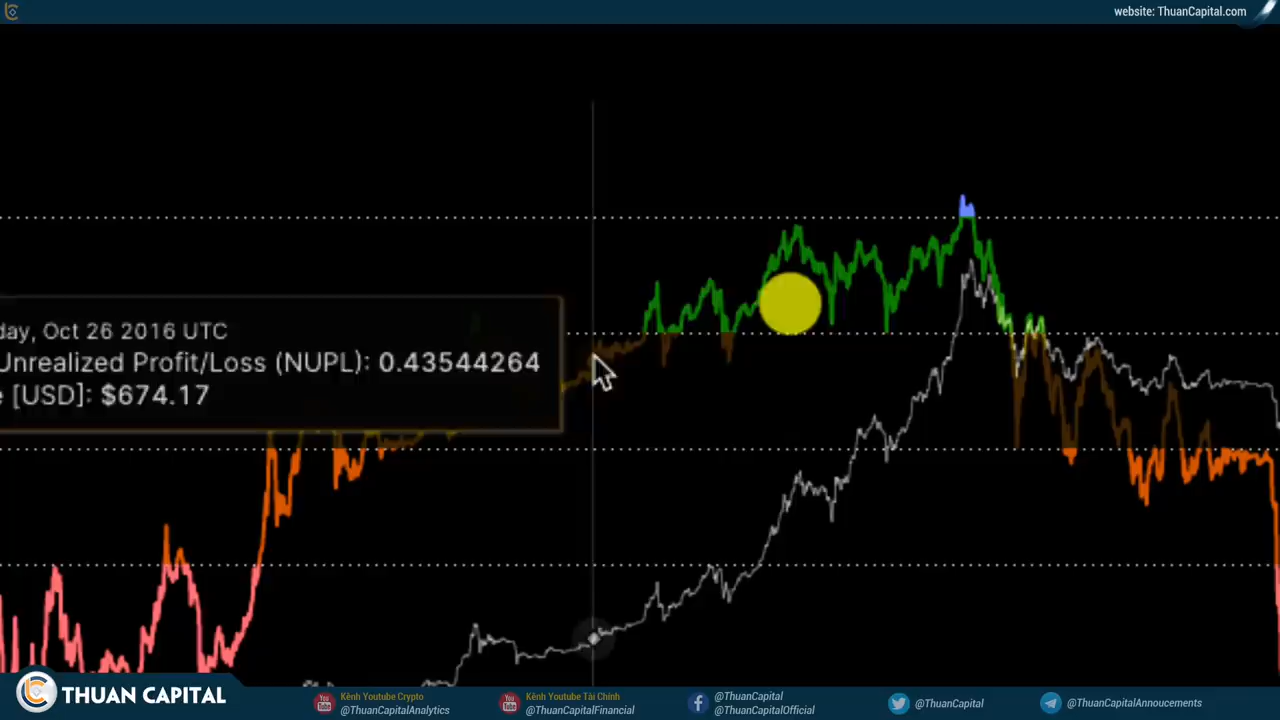 website: ThuanCapital.com
day, Oct 26 2016 UTC
Unrealized Profit/Loss (NUPL): 0.43544264
e [USD]: $674.17
THUAN CAPITAL
Kênh Youtube Crypto
@ThuanCapitalAnalytics
Kênh Youtube Tài Chính
@ThuanCapitalFinancial
@ThuanCapital
@ThuanCapitalOfficial
@ThuanCapital
@ThuanCapitalAnnoucements